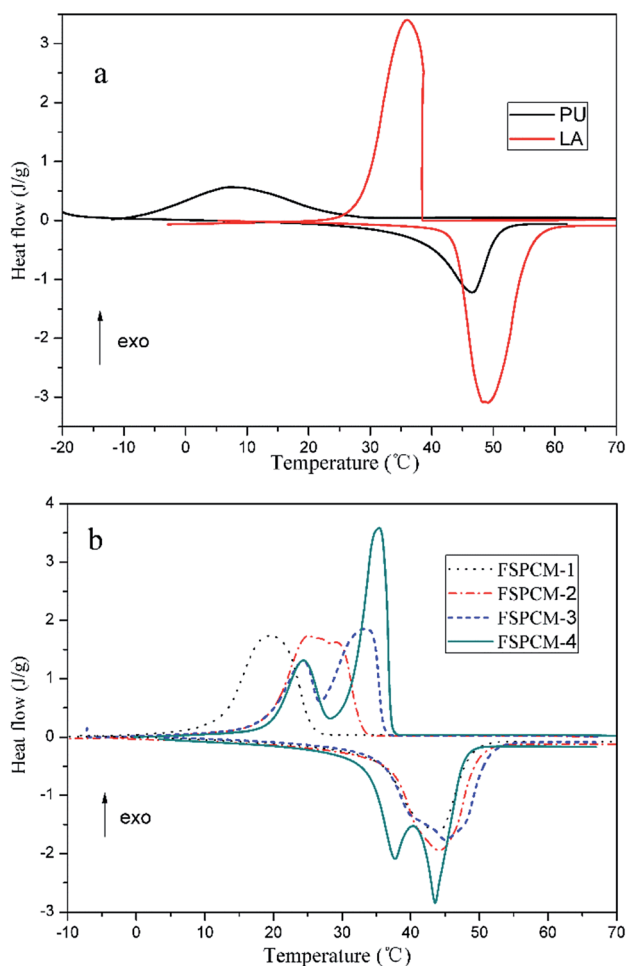 a
Heat flow (J/g)
3
2
1
0
-1
-2
-3
PU
LA
exo
-20 -10 0 10 20 30 40 50 60 70
Temperature (℃)
b
Heat flow (J/g)
4
3
2
1
0
-1
-2
-3
FSPCM-1
FSPCM-2
FSPCM-3
FSPCM-4
exo
-10 0 10 20 30 40 50 60 70
Temperature (℃)